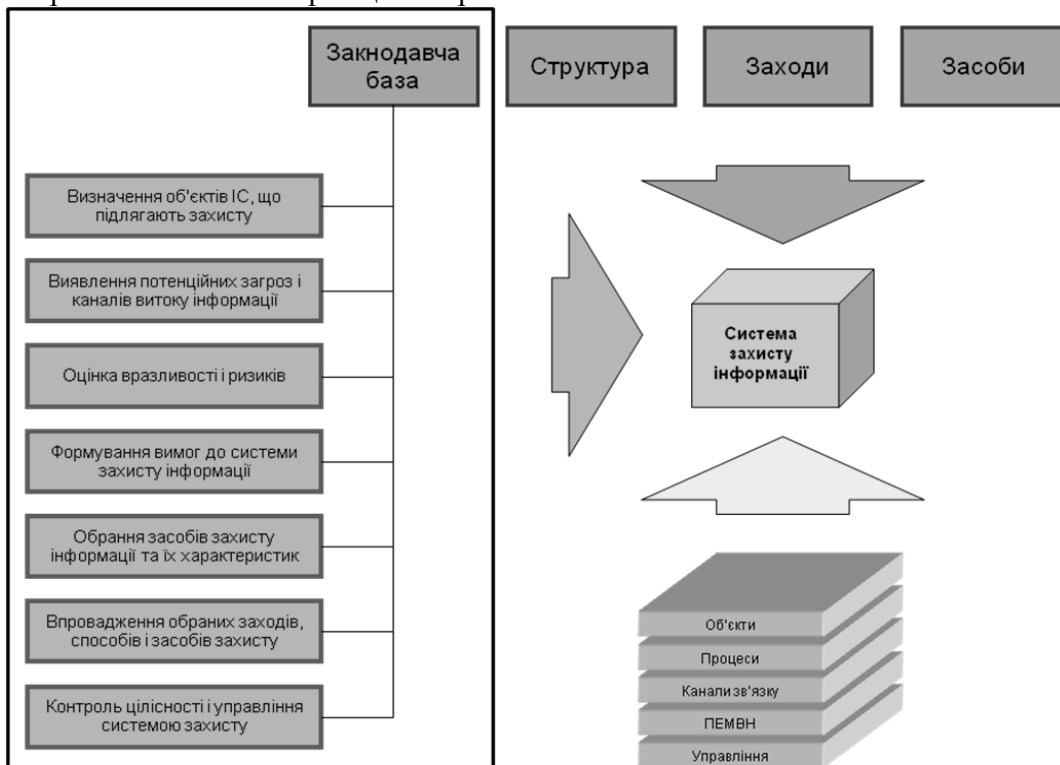 Закнодавча
база
Структура
Заходи
Засоби
Визначення об'єктів ІС, що
підлягають захисту
Виявлення потенційних загроз і
каналів витоку інформації
Оцінка вразливості і ризиків
Формування вимог до системи
захисту інформації
Обрання засобів захисту
інформації та їх характеристик
Впровадження обраних заходів,
способів і засобів захисту
Контроль цілісності і управління
системою захисту
Система
захисту
інформації
Об'єкти
Процеси
Канали зв'язку
ПЕМВН
Управління